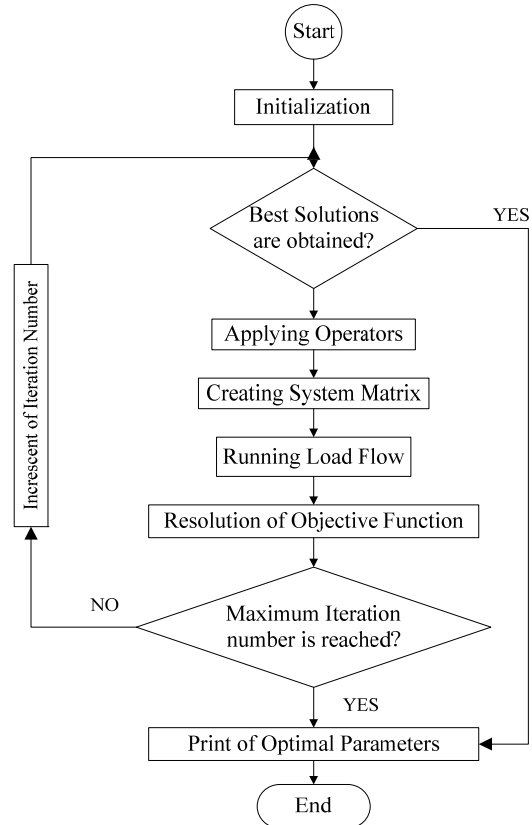 Start
Initialization
Best Solutions
are obtained?
YES
Applying Operators
Creating System Matrix
Running Load Flow
Resolution of Objective Function
Increscent of Iteration Number
NO
Maximum Iteration
number is reached?
YES
Print of Optimal Parameters
End